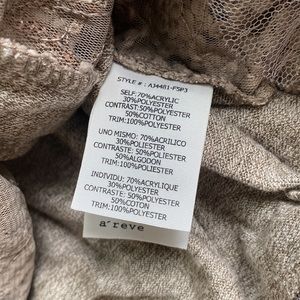 STYLE # : A34481-FSP3
SELF:70%ACRYLIC
30%POLYESTER
CONTRAST:50%POLYESTER
50%COTTON
TRIM:100%POLYESTER
UNO MISMO: 70%ACRILICO
30%POLIESTER
CONTRASTE: 50%POLIESTER
50%ALGODON
TRIM:100%POLIESTER
INDIVIDU: 70%ACRYLIQUE
30%POLYESTER
CONTRASTE: 50%POLYESTER
50%COTON
TRIM:100%POLYESTER
a´reve